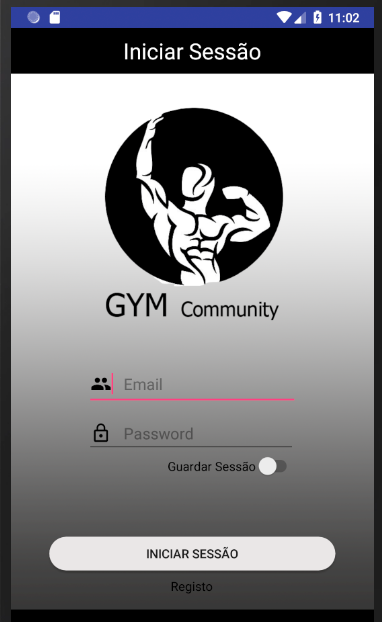 11:02
Iniciar Sessão
GYM Community
Email
Password
Guardar Sessão
INICIAR SESSÃO
Registo